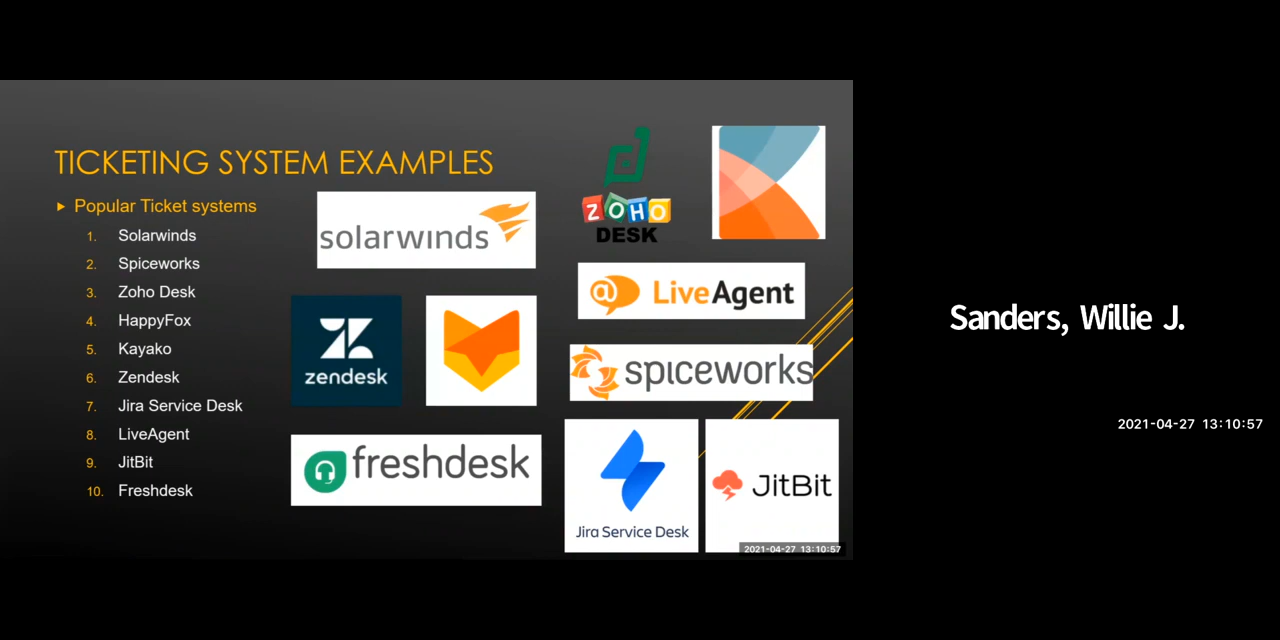 TICKETING SYSTEM EXAMPLES
Popular Ticket systems
1. Solarwinds
2. Spiceworks
3. Zoho Desk
4. HappyFox
5. Kayako
6. Zendesk
7. Jira Service Desk
8. LiveAgent
9. JitBit
10. Freshdesk
solarwinds
ZOHO
DESK
LiveAgent
zendesk
spiceworks
freshdesk
Jira Service Desk
JitBit
2021-04-27 13:10:57
Sanders, Willie J.
2021-04-27 13:10:57